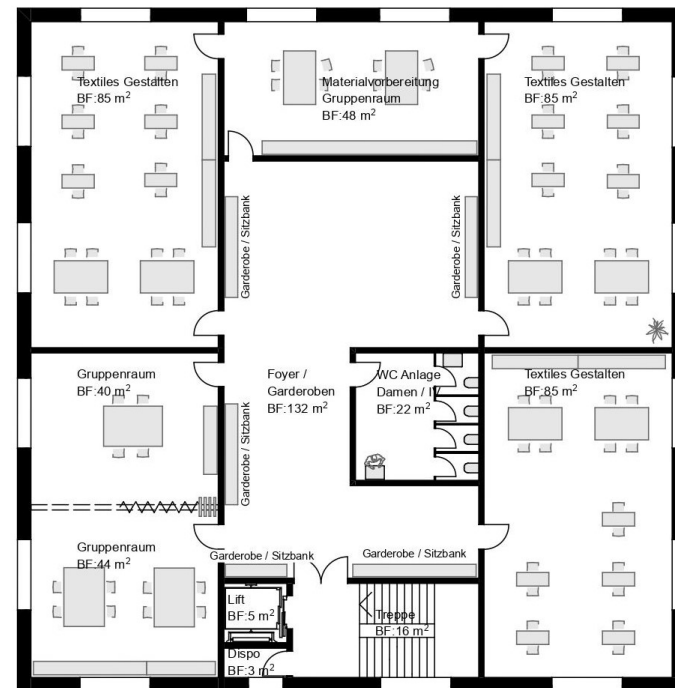 Textiles Gestalten
BF:85 m²
Materialvorbereitung
Gruppenraum
BF:48 m²
Textiles Gestalten
BF:85 m²
Garderobe / Sitzbank
Garderobe / Sitzbank
Gruppenraum
BF:40 m²
Foyer /
Garderoben
BF:132 m²
WC Anlage
Damen / IV
BF:22 m²
Textiles Gestalten
BF:85 m²
Garderobe / Sitzbank
Gruppenraum
BF:44 m²
Garderobe / Sitzbank
Garderobe / Sitzbank
Lift
BF:5 m²
Treppe
BF:16 m²
Dispo
BF:3 m²